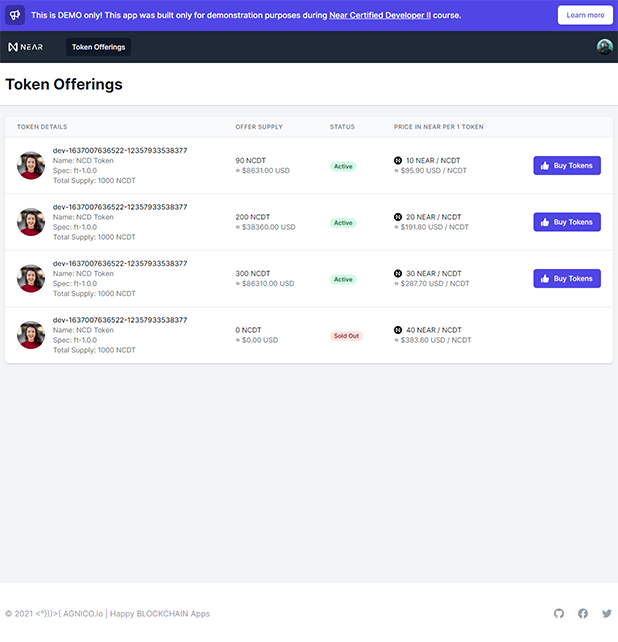 This is DEMO only! This app was built only for demonstration purposes during Near Certified Developer II course.
Learn more
NEAR
Token Offerings
Token Offerings
TOKEN DETAILS OFFER SUPPLY STATUS PRICE IN NEAR PER 1 TOKEN
dev-1637007636522-12357933538377
Name: NCD Token
Spec: ft-1.0.0
Total Supply: 1000 NCDT
90 NCDT
≈ $8631.00 USD
Active
10 NEAR / NCDT
≈ $95.90 USD / NCDT
Buy Tokens
dev-1637007636522-12357933538377
Name: NCD Token
Spec: ft-1.0.0
Total Supply: 1000 NCDT
200 NCDT
≈ $38360.00 USD
Active
20 NEAR / NCDT
≈ $191.80 USD / NCDT
Buy Tokens
dev-1637007636522-12357933538377
Name: NCD Token
Spec: ft-1.0.0
Total Supply: 1000 NCDT
300 NCDT
≈ $86310.00 USD
Active
30 NEAR / NCDT
≈ $287.70 USD / NCDT
Buy Tokens
dev-1637007636522-12357933538377
Name: NCD Token
Spec: ft-1.0.0
Total Supply: 1000 NCDT
0 NCDT
≈ $0.00 USD
Sold Out
40 NEAR / NCDT
≈ $383.60 USD / NCDT
© 2021 <°}))>{ AGNICO.io | Happy BLOCKCHAIN Apps